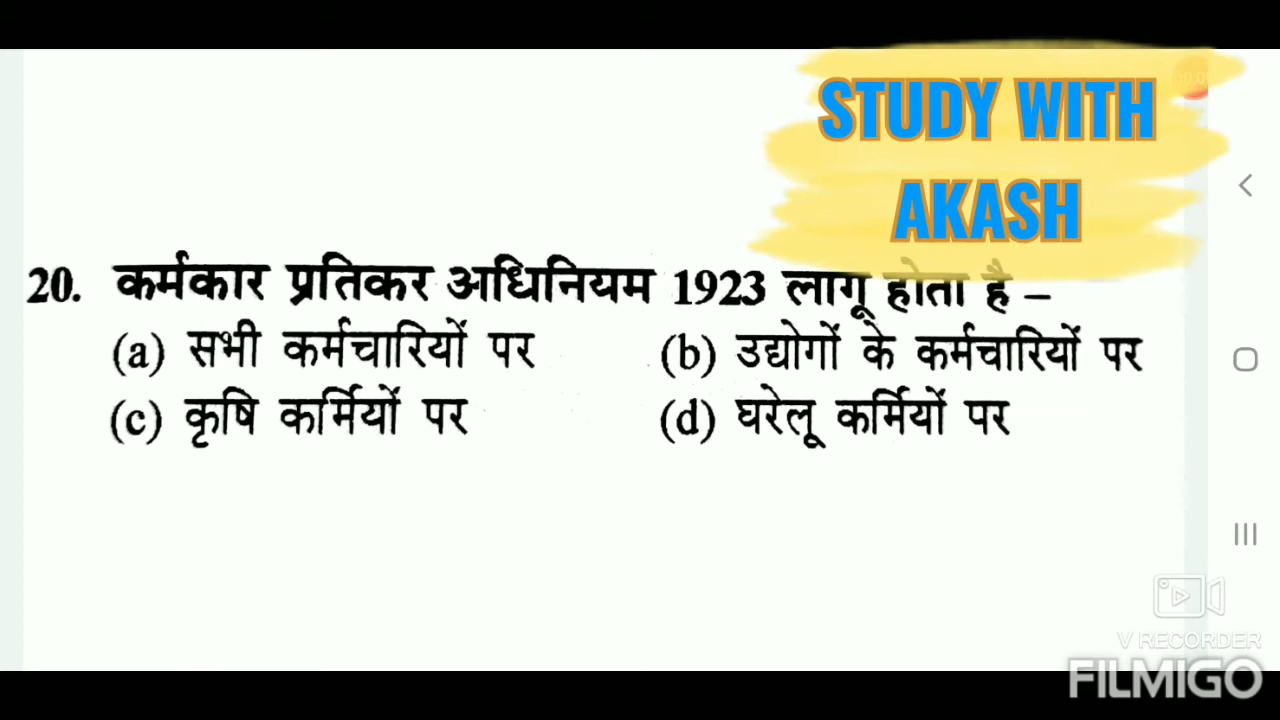 STUDY WITH
AKASH
20. कर्मकार प्रतिकर अधिनियम 1923 लागू होता है –
(a) सभी कर्मचारियों पर (b) उद्योगों के कर्मचारियों पर
(c) कृषि कर्मियों पर (d) घरेलू कर्मियों पर
V RECORDER
FILMIGO